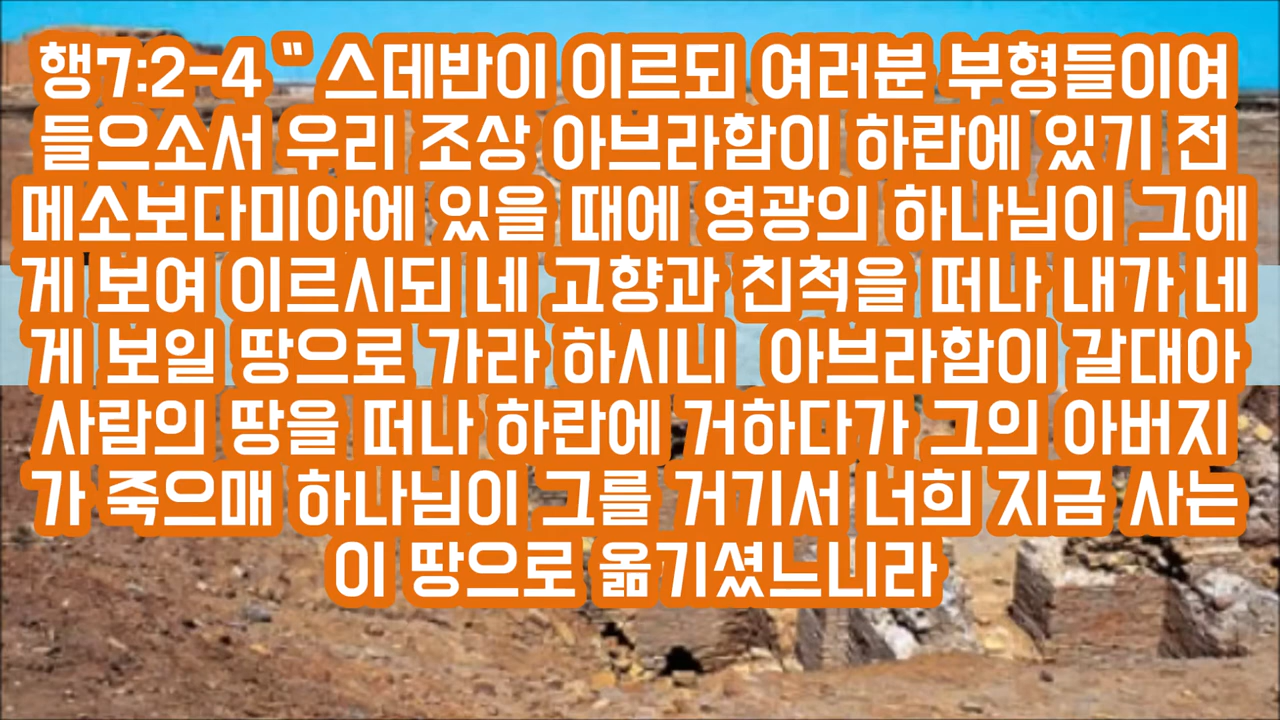 행7:2-4 “ 스데반이 이르되 여러분 부형들이여
들으소서 우리 조상 아브라함이 하란에 있기 전
메소보다미아에 있을 때에 영광의 하나님이 그에
게 보여 이르시되 네 고향과 친척을 떠나 내가 네
게 보일 땅으로 가라 하시니 아브라함이 갈대아
사람의 땅을 떠나 하란에 거하다가 그의 아버지
가 죽으매 하나님이 그를 거기서 너희 지금 사는
이 땅으로 옮기셨느니라